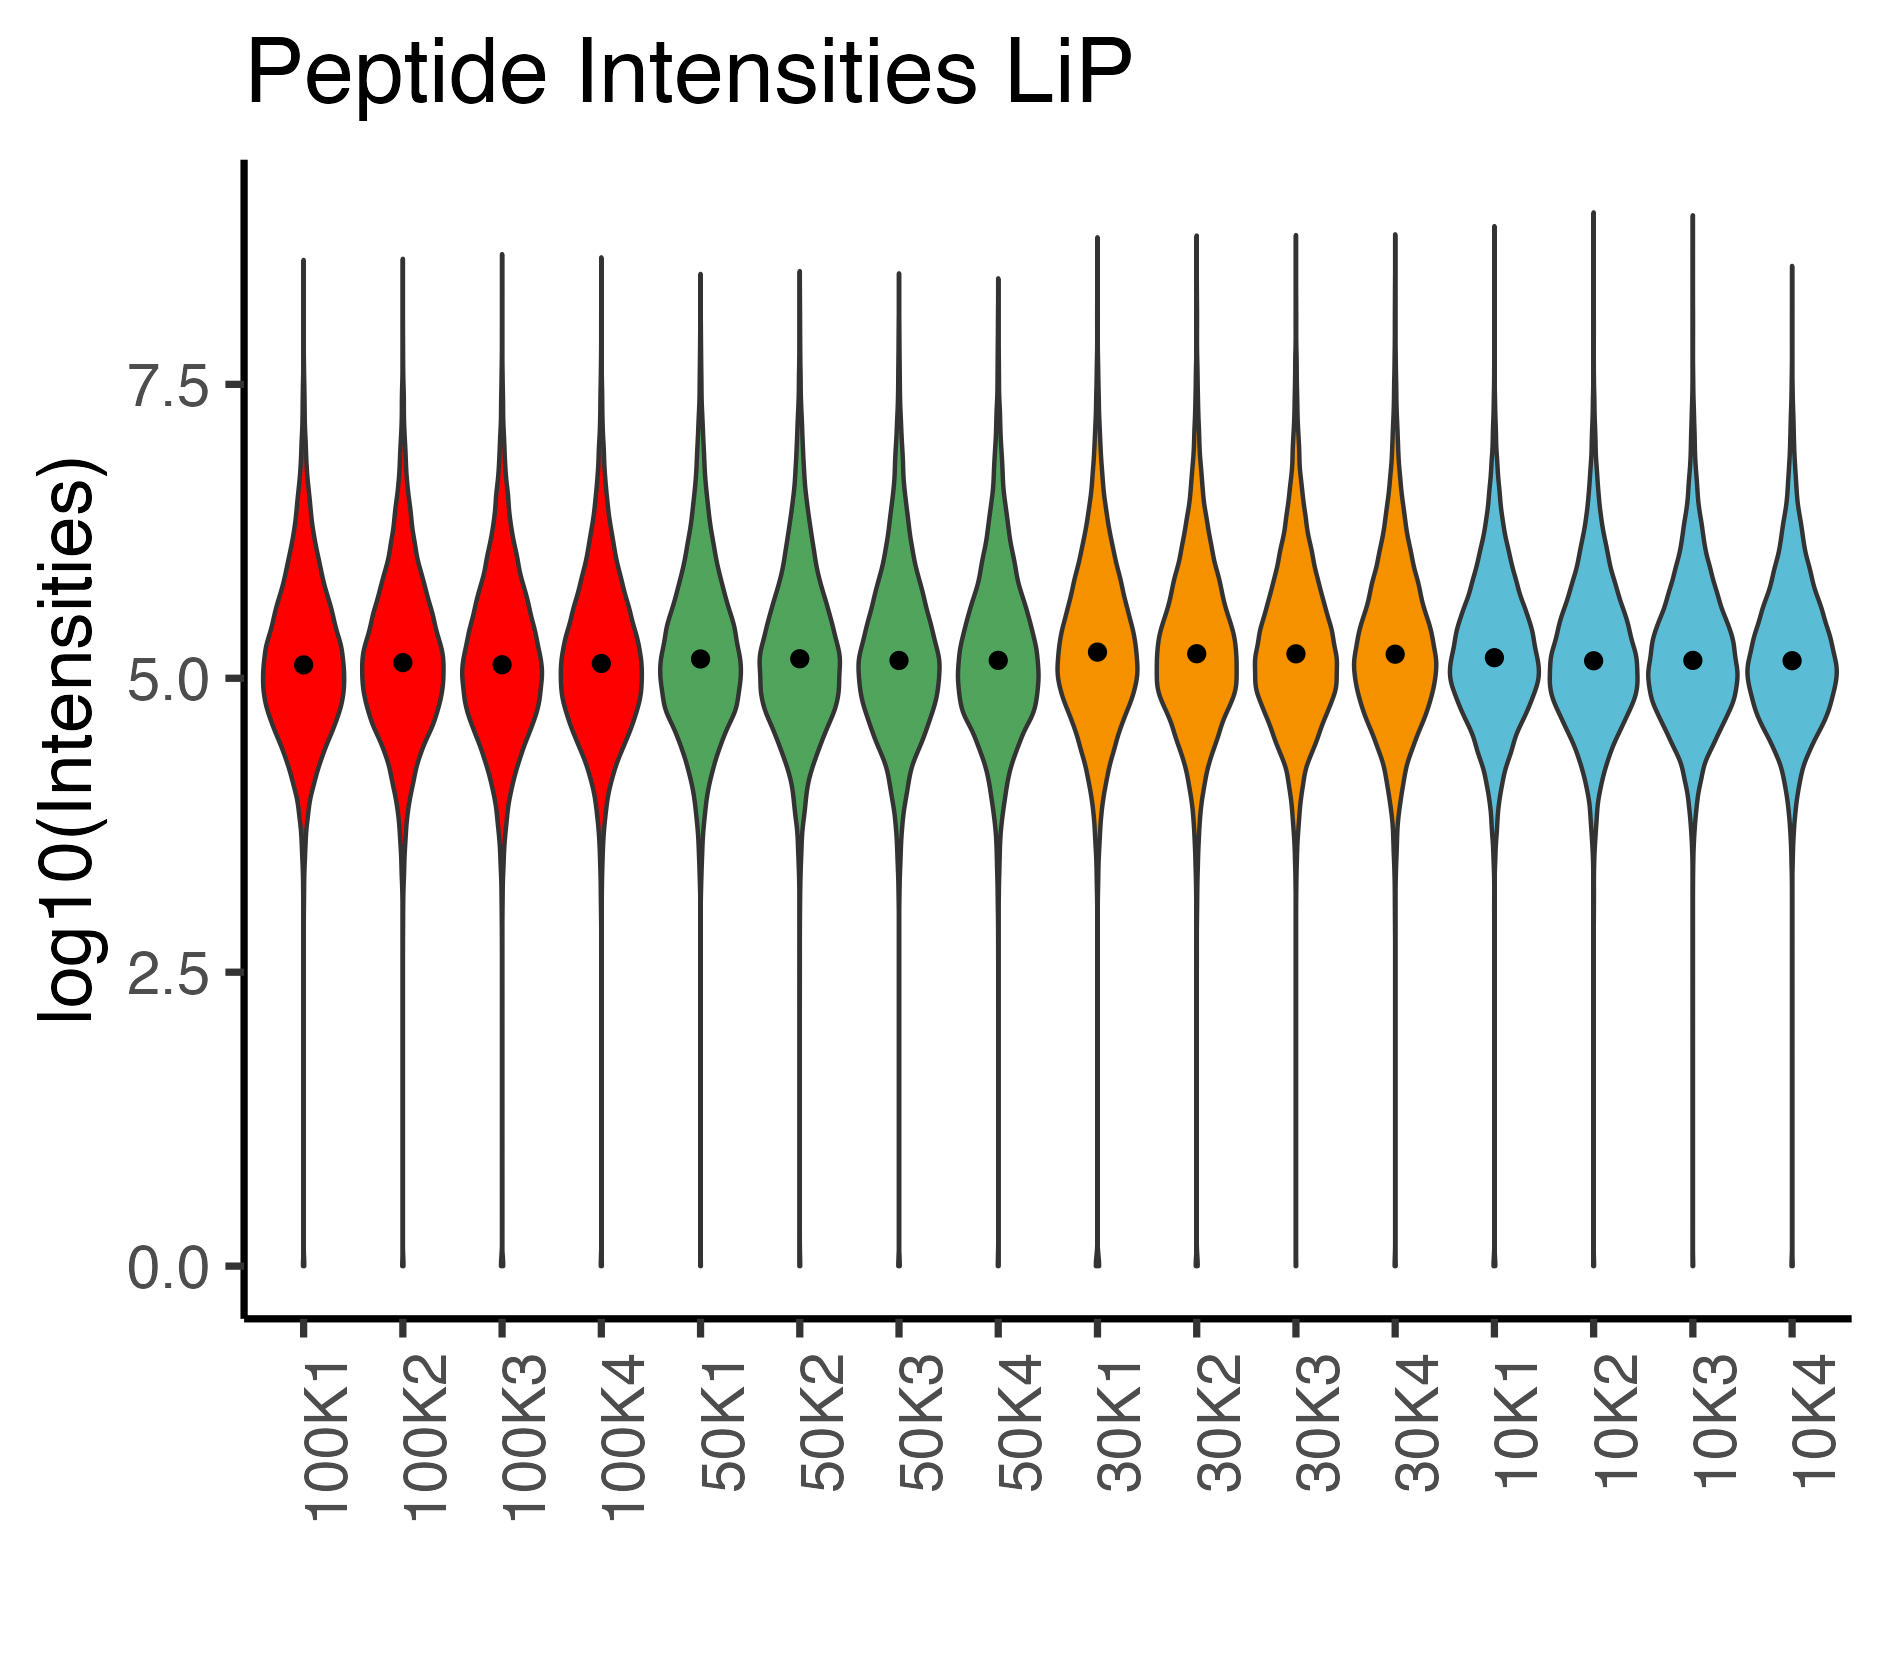 Peptide Intensities LiP
log10(Intensities)
7.5
5.0
2.5
0.0
100K1
100K2
100K3
100K4
50K1
50K2
50K3
50K4
30K1
30K2
30K3
30K4
10K1
10K2
10K3
10K4